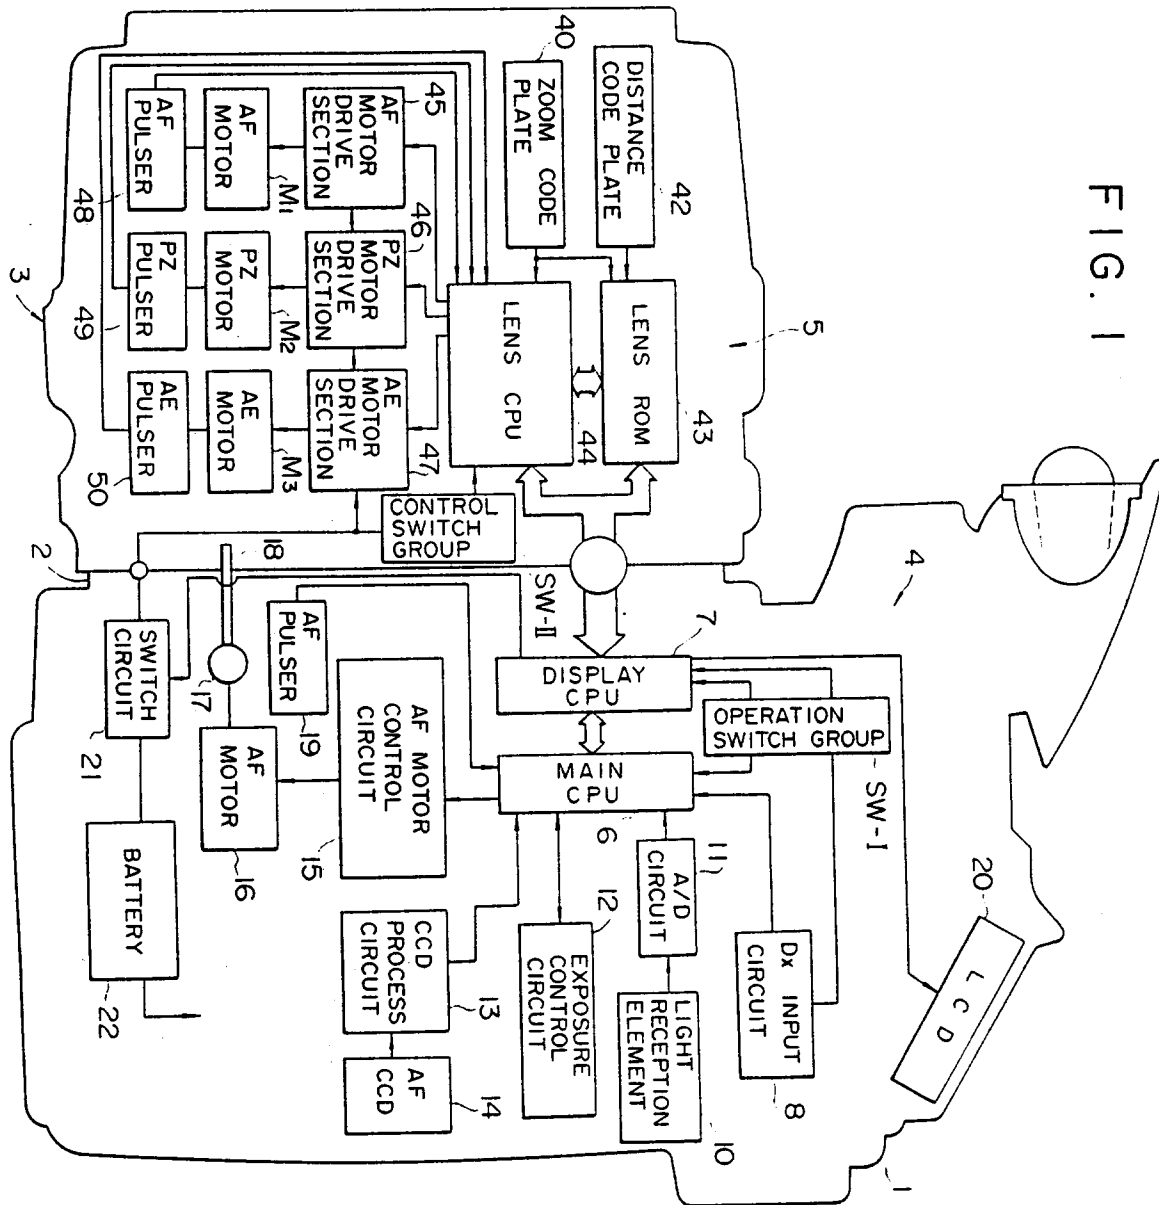 FIG. 1
40
ZOOM CODE
PLATE
DISTANCE
CODE PLATE
42
45
AF
MOTOR
DRIVE
SECTION
AF
MOTOR
M1
AF
PULSER
48
46
PZ
MOTOR
DRIVE
SECTION
PZ
MOTOR
M2
PZ
PULSER
49
3
AE
MOTOR
DRIVE
SECTION
47
AE
MOTOR
M3
AE
PULSER
50
LENS CPU
44
LENS ROM
43
5
CONTROL
SWITCH
GROUP
SW-II
2
18
17
4
7
DISPLAY
CPU
OPERATION
SWITCH GROUP
SW-I
MAIN
CPU
6
AF
PULSER
19
SWITCH
CIRCUIT
21
AF
MOTOR
16
AF MOTOR
CONTROL
CIRCUIT
15
BATTERY
22
11
A/D
CIRCUIT
12
EXPOSURE
CONTROL
CIRCUIT
CCD
PROCESS
CIRCUIT
13
AF
CCD
14
LIGHT
RECEPTION
ELEMENT
10
Dx INPUT
CIRCUIT
8
20
LCD
1